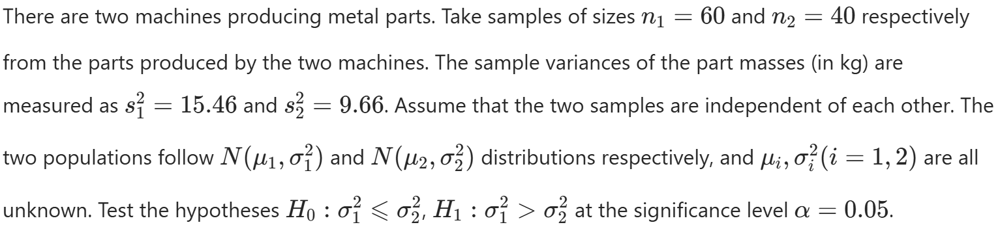 There are two machines producing metal parts. Take samples of sizes $n_1 = 60$ and $n_2 = 40$ respectively
from the parts produced by the two machines. The sample variances of the part masses (in kg) are
measured as $s_1^2 = 15.46$ and $s_2^2 = 9.66$. Assume that the two samples are independent of each other. The
two populations follow $N(\mu_1, \sigma_1^2)$ and $N(\mu_2, \sigma_2^2)$ distributions respectively, and $\mu_i, \sigma_i^2 (i = 1, 2)$ are all
unknown. Test the hypotheses $H_0 : \sigma_1^2 \leqslant \sigma_2^2$, $H_1 : \sigma_1^2 > \sigma_2^2$ at the significance level $\alpha = 0.05$.